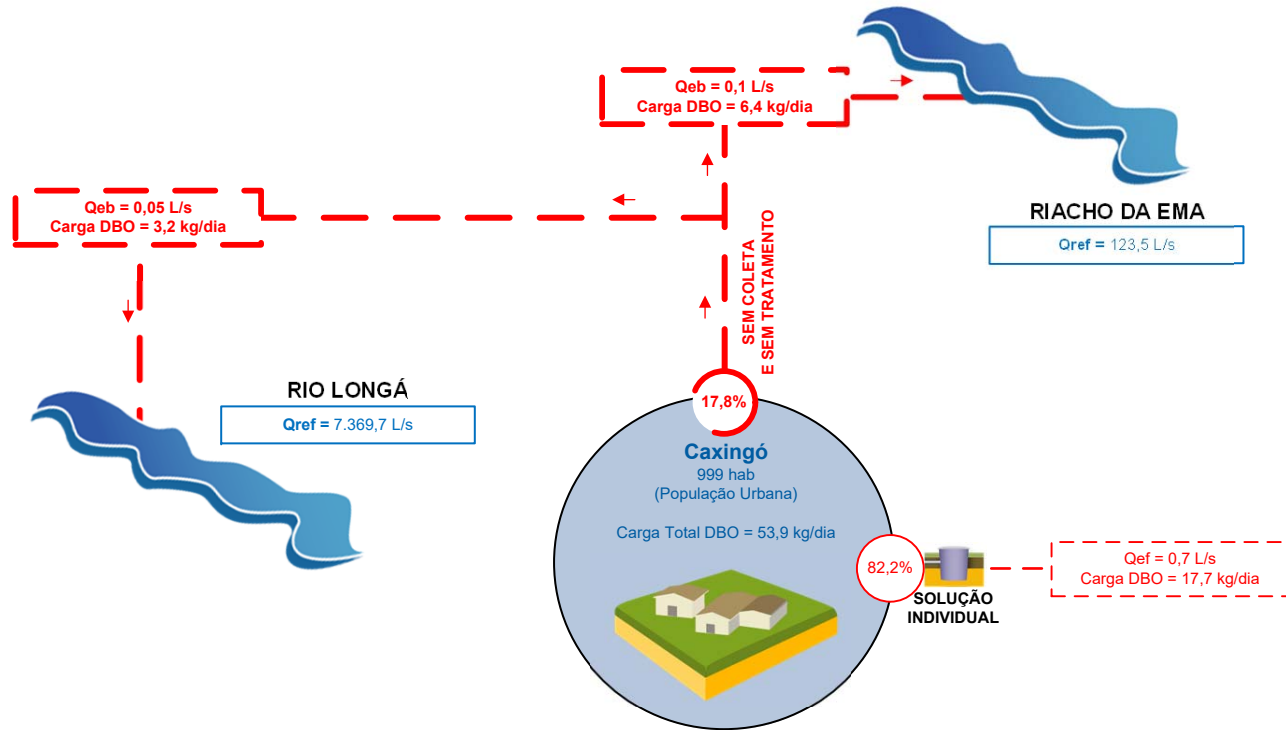 Qeb = 0,1 L/s
Carga DBO = 6,4 kg/dia
Qeb = 0,05 L/s
Carga DBO = 3,2 kg/dia
RIACHO DA EMA
Qref = 123,5 L/s
SEM COLETA
E SEM TRATAMENTO
RIO LONGÁ
Qref = 7.369,7 L/s
17,8%
Caxingó
999 hab
(População Urbana)
Carga Total DBO = 53,9 kg/dia
82,2%
SOLUÇÃO
INDIVIDUAL
Qef = 0,7 L/s
Carga DBO = 17,7 kg/dia